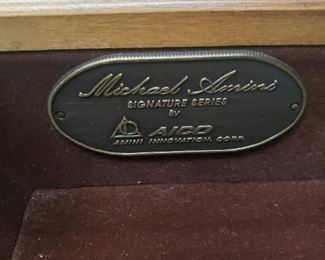 Michael Amini
SIGNATURE SERIES
By
AICO
AMINI INNOVATION, CORP.